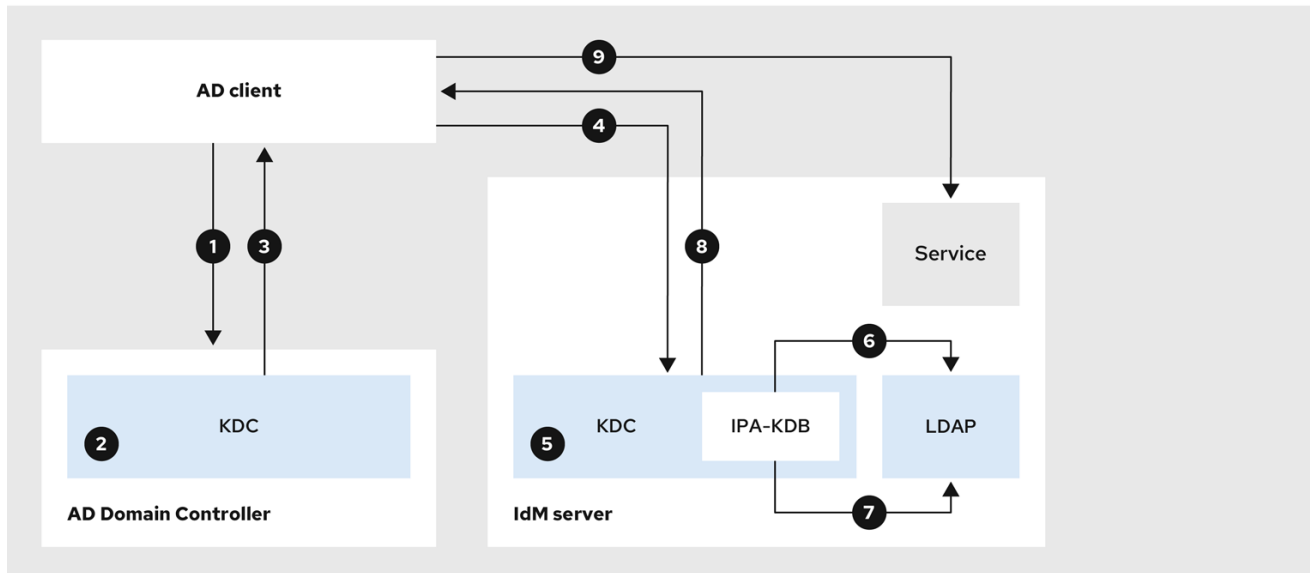 9
AD client
4
1
3
8
Service
6
KDC
2
AD Domain Controller
KDC
5
IPA-KDB
LDAP
7
IdM server